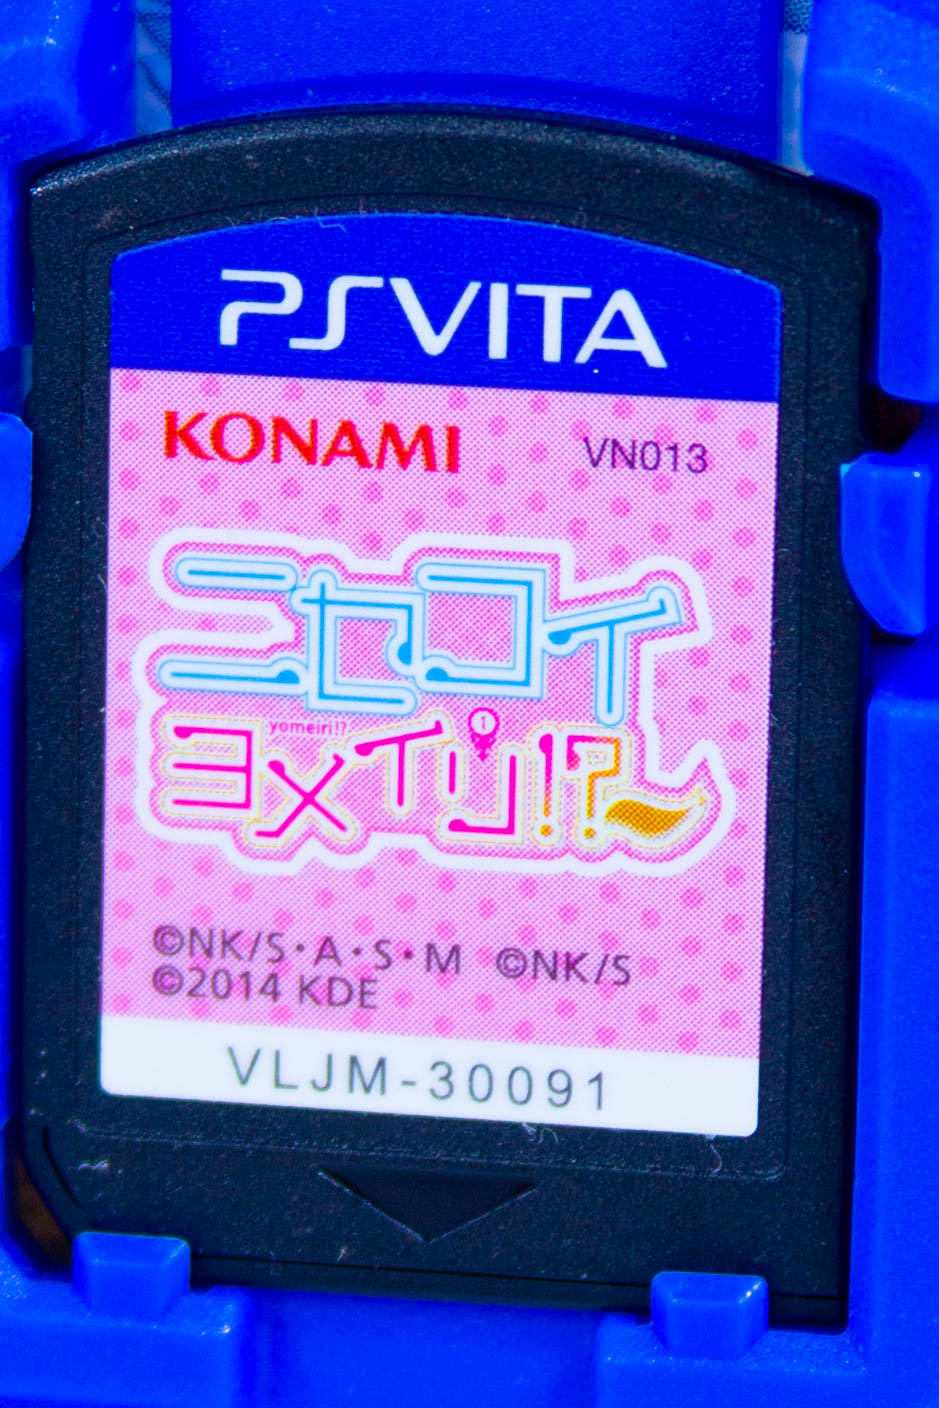 PSVITA
KONAMI VN013
ニセコイ
yomeiri!?
ヨメイリ!?
©NK/S・A・S・M ©NK/S
©2014 KDE
VLJM-30091